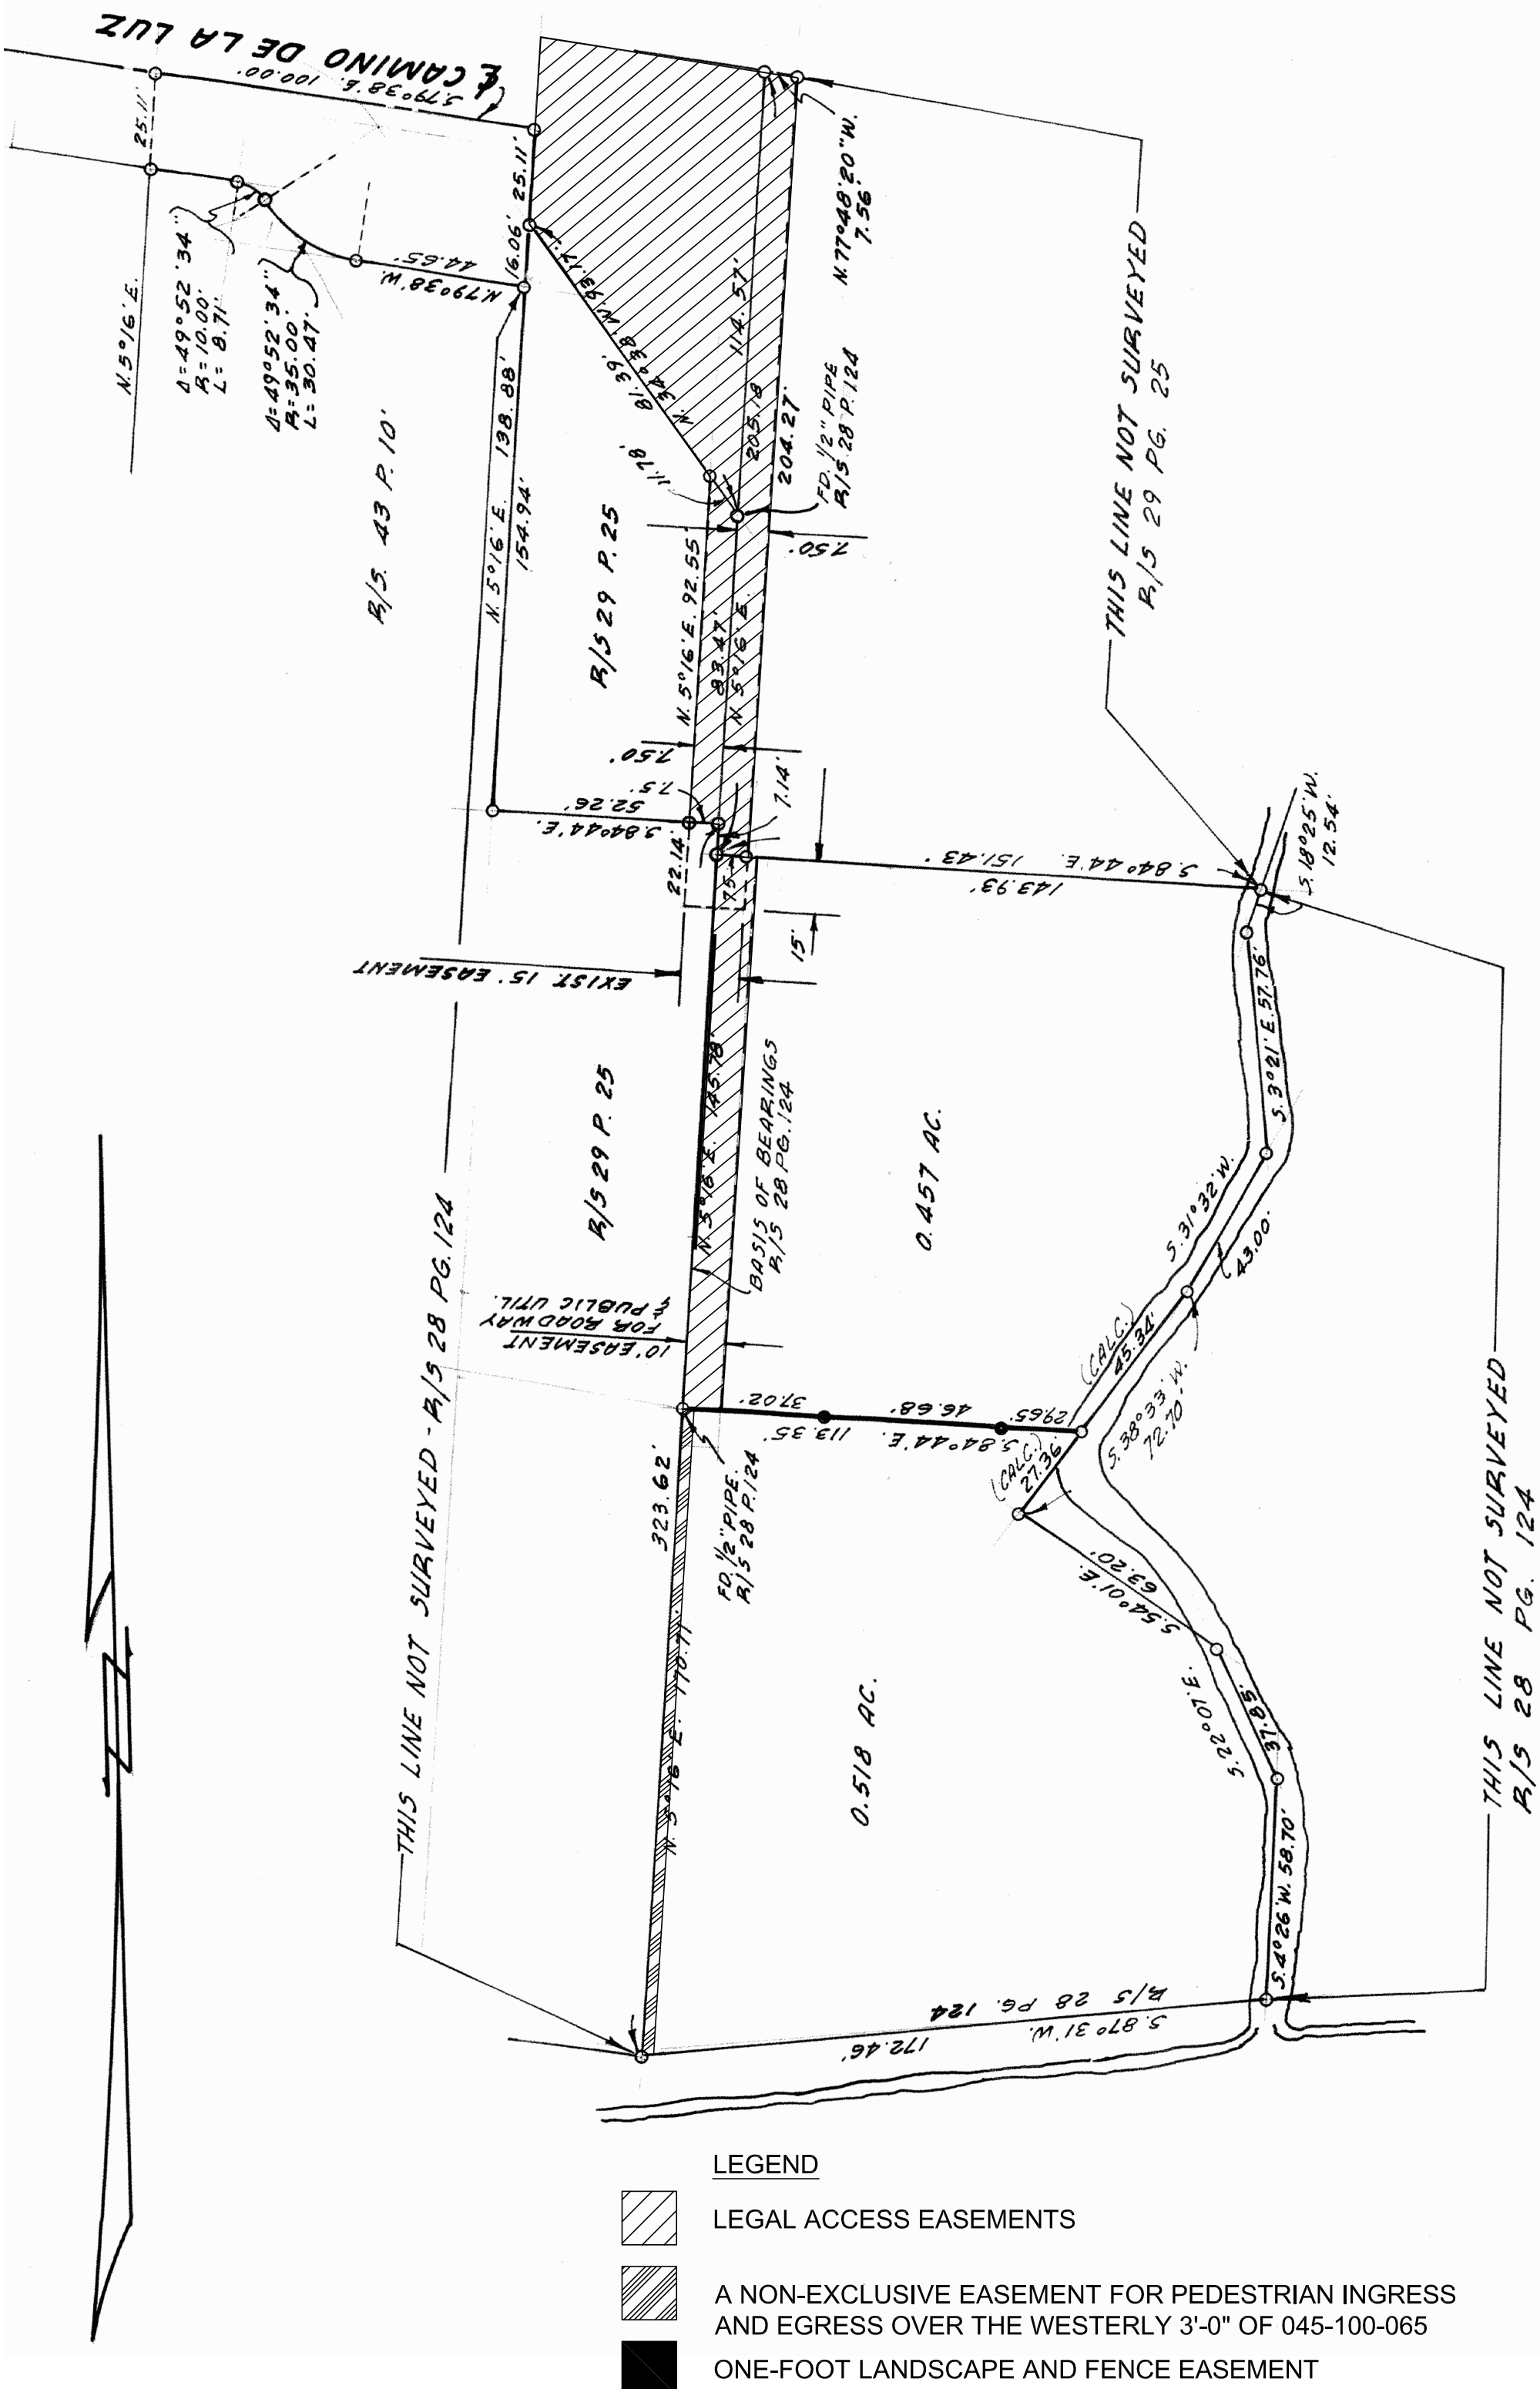 ₵ CAMINO DE LA LUZ
S.79°38'E. 100.00'
25.11'
N.5°16'E.
Δ=49°52'34"
R=10.00'
L=8.71'
Δ=49°52'34"
R=35.00'
L=30.47'
N.79°38'W.
44.65'
25.11'
16.06'
N.34°38'W. 93.17'
81.39'
11.78'
114.57'
205.18
204.27'
N.77°48'20"W.
7.56'
FD. 1/2" PIPE
R/S 28 P.124
7.50'
R/S. 43 P. 10'
N. 5°16' E. 138.88'
154.94'
R/S 29 P. 25
N. 5°16' E. 92.55'
83.47'
N. 5°16' E.
THIS LINE NOT SURVEYED
R/S 29 PG. 25
7.50'
7.5'
52.26'
S.84°44'E.
7.14'
22.14'
7.5'
15'
S.84°44'E. 151.43'
143.93'
S.18°25'W.
12.54'
EXIST. 15' EASEMENT
S.3°21'E. 57.76'
N. 5°16' E. 145.78'
BASIS OF BEARINGS
R/S 28 PG.124
R/S 29 P. 25
0.457 AC.
S.31°32'W.
43.00'
THIS LINE NOT SURVEYED - R/S 28 PG.124
10' EASEMENT
FOR ROADWAY
& PUBLIC UTIL.
(CALC.)
45.34'
S.38°33'W.
72.70'
37.02'
46.68'
29.65'
S.84°44'E. 113.35'
(CALC.)
27.36'
323.62'
FD. 1/2" PIPE.
R/S 28 P.124
S.54°01'E.
63.20'
N. 5°16' E. 170.71'
0.518 AC.
S.22°07'E.
37.85'
S.4°26'W. 58.70'
THIS LINE NOT SURVEYED
R/S 28 PG. 124
R/S 28 PG. 124
S.87°31'W.
172.46'
LEGEND
LEGAL ACCESS EASEMENTS
A NON-EXCLUSIVE EASEMENT FOR PEDESTRIAN INGRESS
AND EGRESS OVER THE WESTERLY 3'-0" OF 045-100-065
ONE-FOOT LANDSCAPE AND FENCE EASEMENT